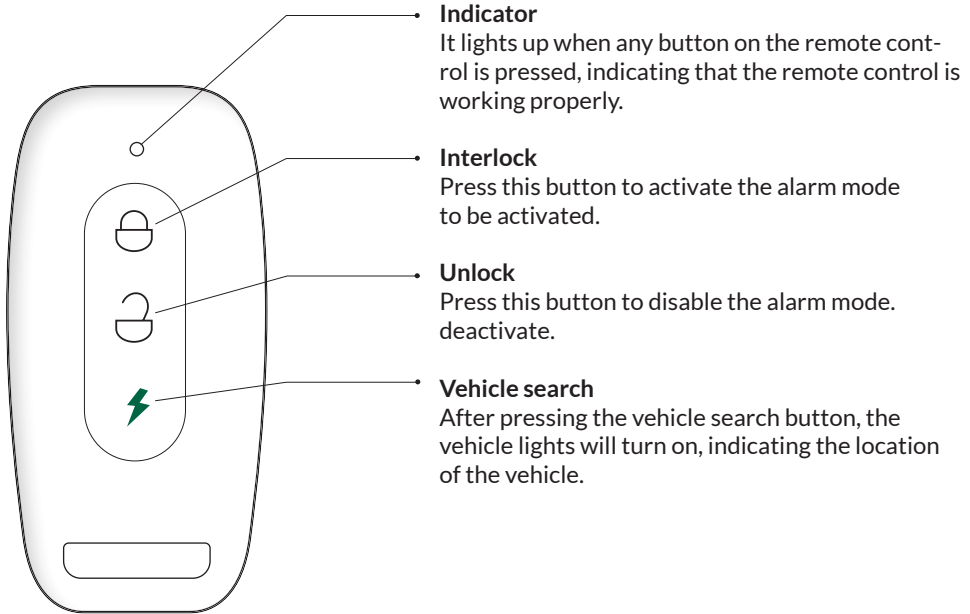 Indicator
It lights up when any button on the remote cont-
rol is pressed, indicating that the remote control is
working properly.
Interlock
Press this button to activate the alarm mode
to be activated.
Unlock
Press this button to disable the alarm mode.
deactivate.
Vehicle search
After pressing the vehicle search button, the
vehicle lights will turn on, indicating the location
of the vehicle.